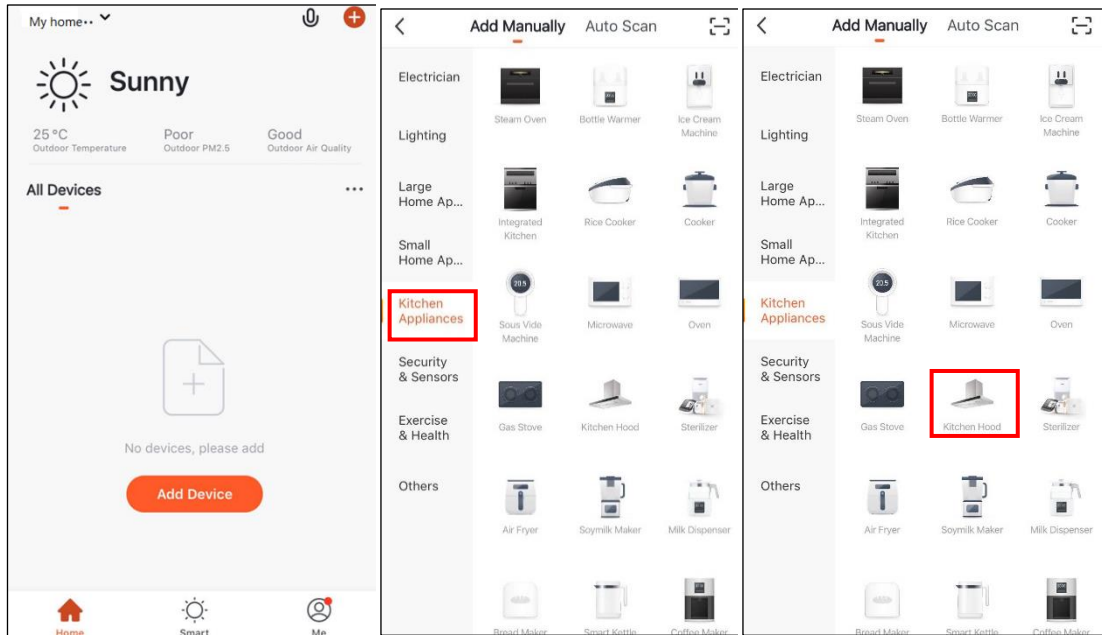 My home··
Sunny
25 °C Poor Good
Outdoor Temperature Outdoor PM2.5 Outdoor Air Quality
All Devices
No devices, please add
Add Device
Home Smart Me
Add Manually Auto Scan
Electrician
Lighting
Large
Home Ap...
Small
Home Ap...
Kitchen
Appliances
Security
& Sensors
Exercise
& Health
Others
Steam Oven Bottle Warmer Ice Cream
Machine
Integrated Rice Cooker Cooker
Kitchen
20.5
Sous Vide Microwave Oven
Machine
Gas Stove Kitchen Hood Sterilizer
Air Fryer Soymilk Maker Milk Dispenser
Bread Maker Smart Kettle Coffee Maker
Add Manually Auto Scan
Electrician
Lighting
Large
Home Ap...
Small
Home Ap...
Kitchen
Appliances
Security
& Sensors
Exercise
& Health
Others
Steam Oven Bottle Warmer Ice Cream
Machine
Integrated Rice Cooker Cooker
Kitchen
20.5
Sous Vide Microwave Oven
Machine
Gas Stove Kitchen Hood Sterilizer
Air Fryer Soymilk Maker Milk Dispenser
Bread Maker Smart Kettle Coffee Maker